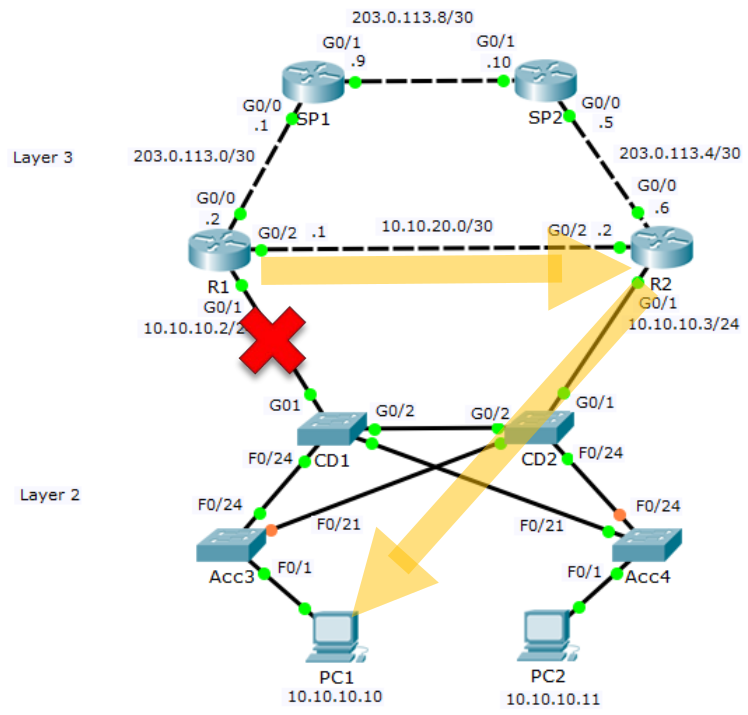 203.0.113.8/30
G0/1 G0/1
.9 .10
G0/0 SP1 SP2 G0/0
.1 .5
Layer 3 203.0.113.0/30 203.0.113.4/30
G0/0 G0/0
.2 G0/2 .1 10.10.20.0/30 G0/2 .2 .6
R1 R2
G0/1 G0/1
10.10.10.2/2 10.10.10.3/24
G01 G0/2 G0/2 G0/1
F0/24 CD1 CD2 F0/24
Layer 2
F0/24 F0/21 F0/21 F0/24
Acc3 F0/1 F0/1 Acc4
PC1 PC2
10.10.10.10 10.10.10.11